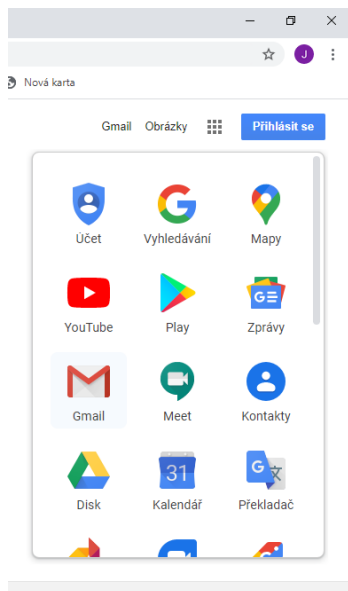 J
Nová karta
Gmail Obrázky Přihlásit se
Účet Vyhledávání Mapy
G≡
YouTube Play Zprávy
Gmail Meet Kontakty
31 G 文
Disk Kalendář Překladač